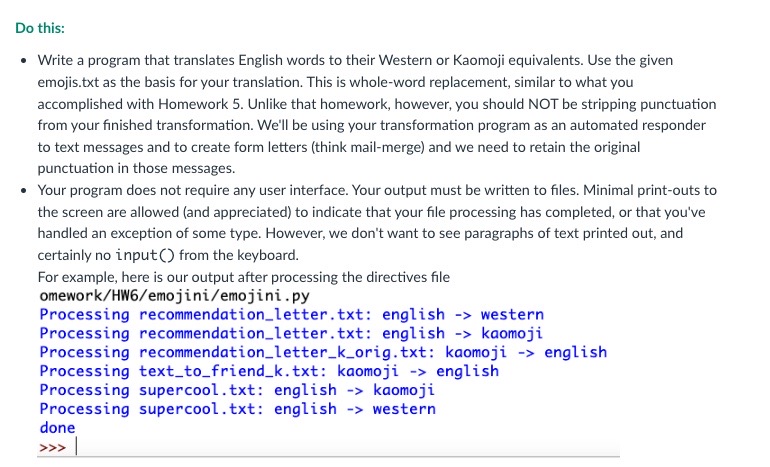 Do this:
• Write a program that translates English words to their Western or Kaomoji equivalents. Use the given
emojis.txt as the basis for your translation. This is whole-word replacement, similar to what you
accomplished with Homework 5. Unlike that homework, however, you should NOT be stripping punctuation
from your finished transformation. We'll be using your transformation program as an automated responder
to text messages and to create form letters (think mail-merge) and we need to retain the original
punctuation in those messages.
• Your program does not require any user interface. Your output must be written to files. Minimal print-outs to
the screen are allowed (and appreciated) to indicate that your file processing has completed, or that you've
handled an exception of some type. However, we don't want to see paragraphs of text printed out, and
certainly no input() from the keyboard.
For example, here is our output after processing the directives file
omework/HW6/emojini/emojini.py
Processing recommendation_letter.txt: english -> western
Processing recommendation_letter.txt: english -> kaomoji
Processing recommendation_letter_k_orig.txt: kaomoji -> english
Processing text_to_friend_k.txt: kaomoji -> english
Processing supercool.txt: english -> kaomoji
Processing supercool.txt: english -> western
done
>>>